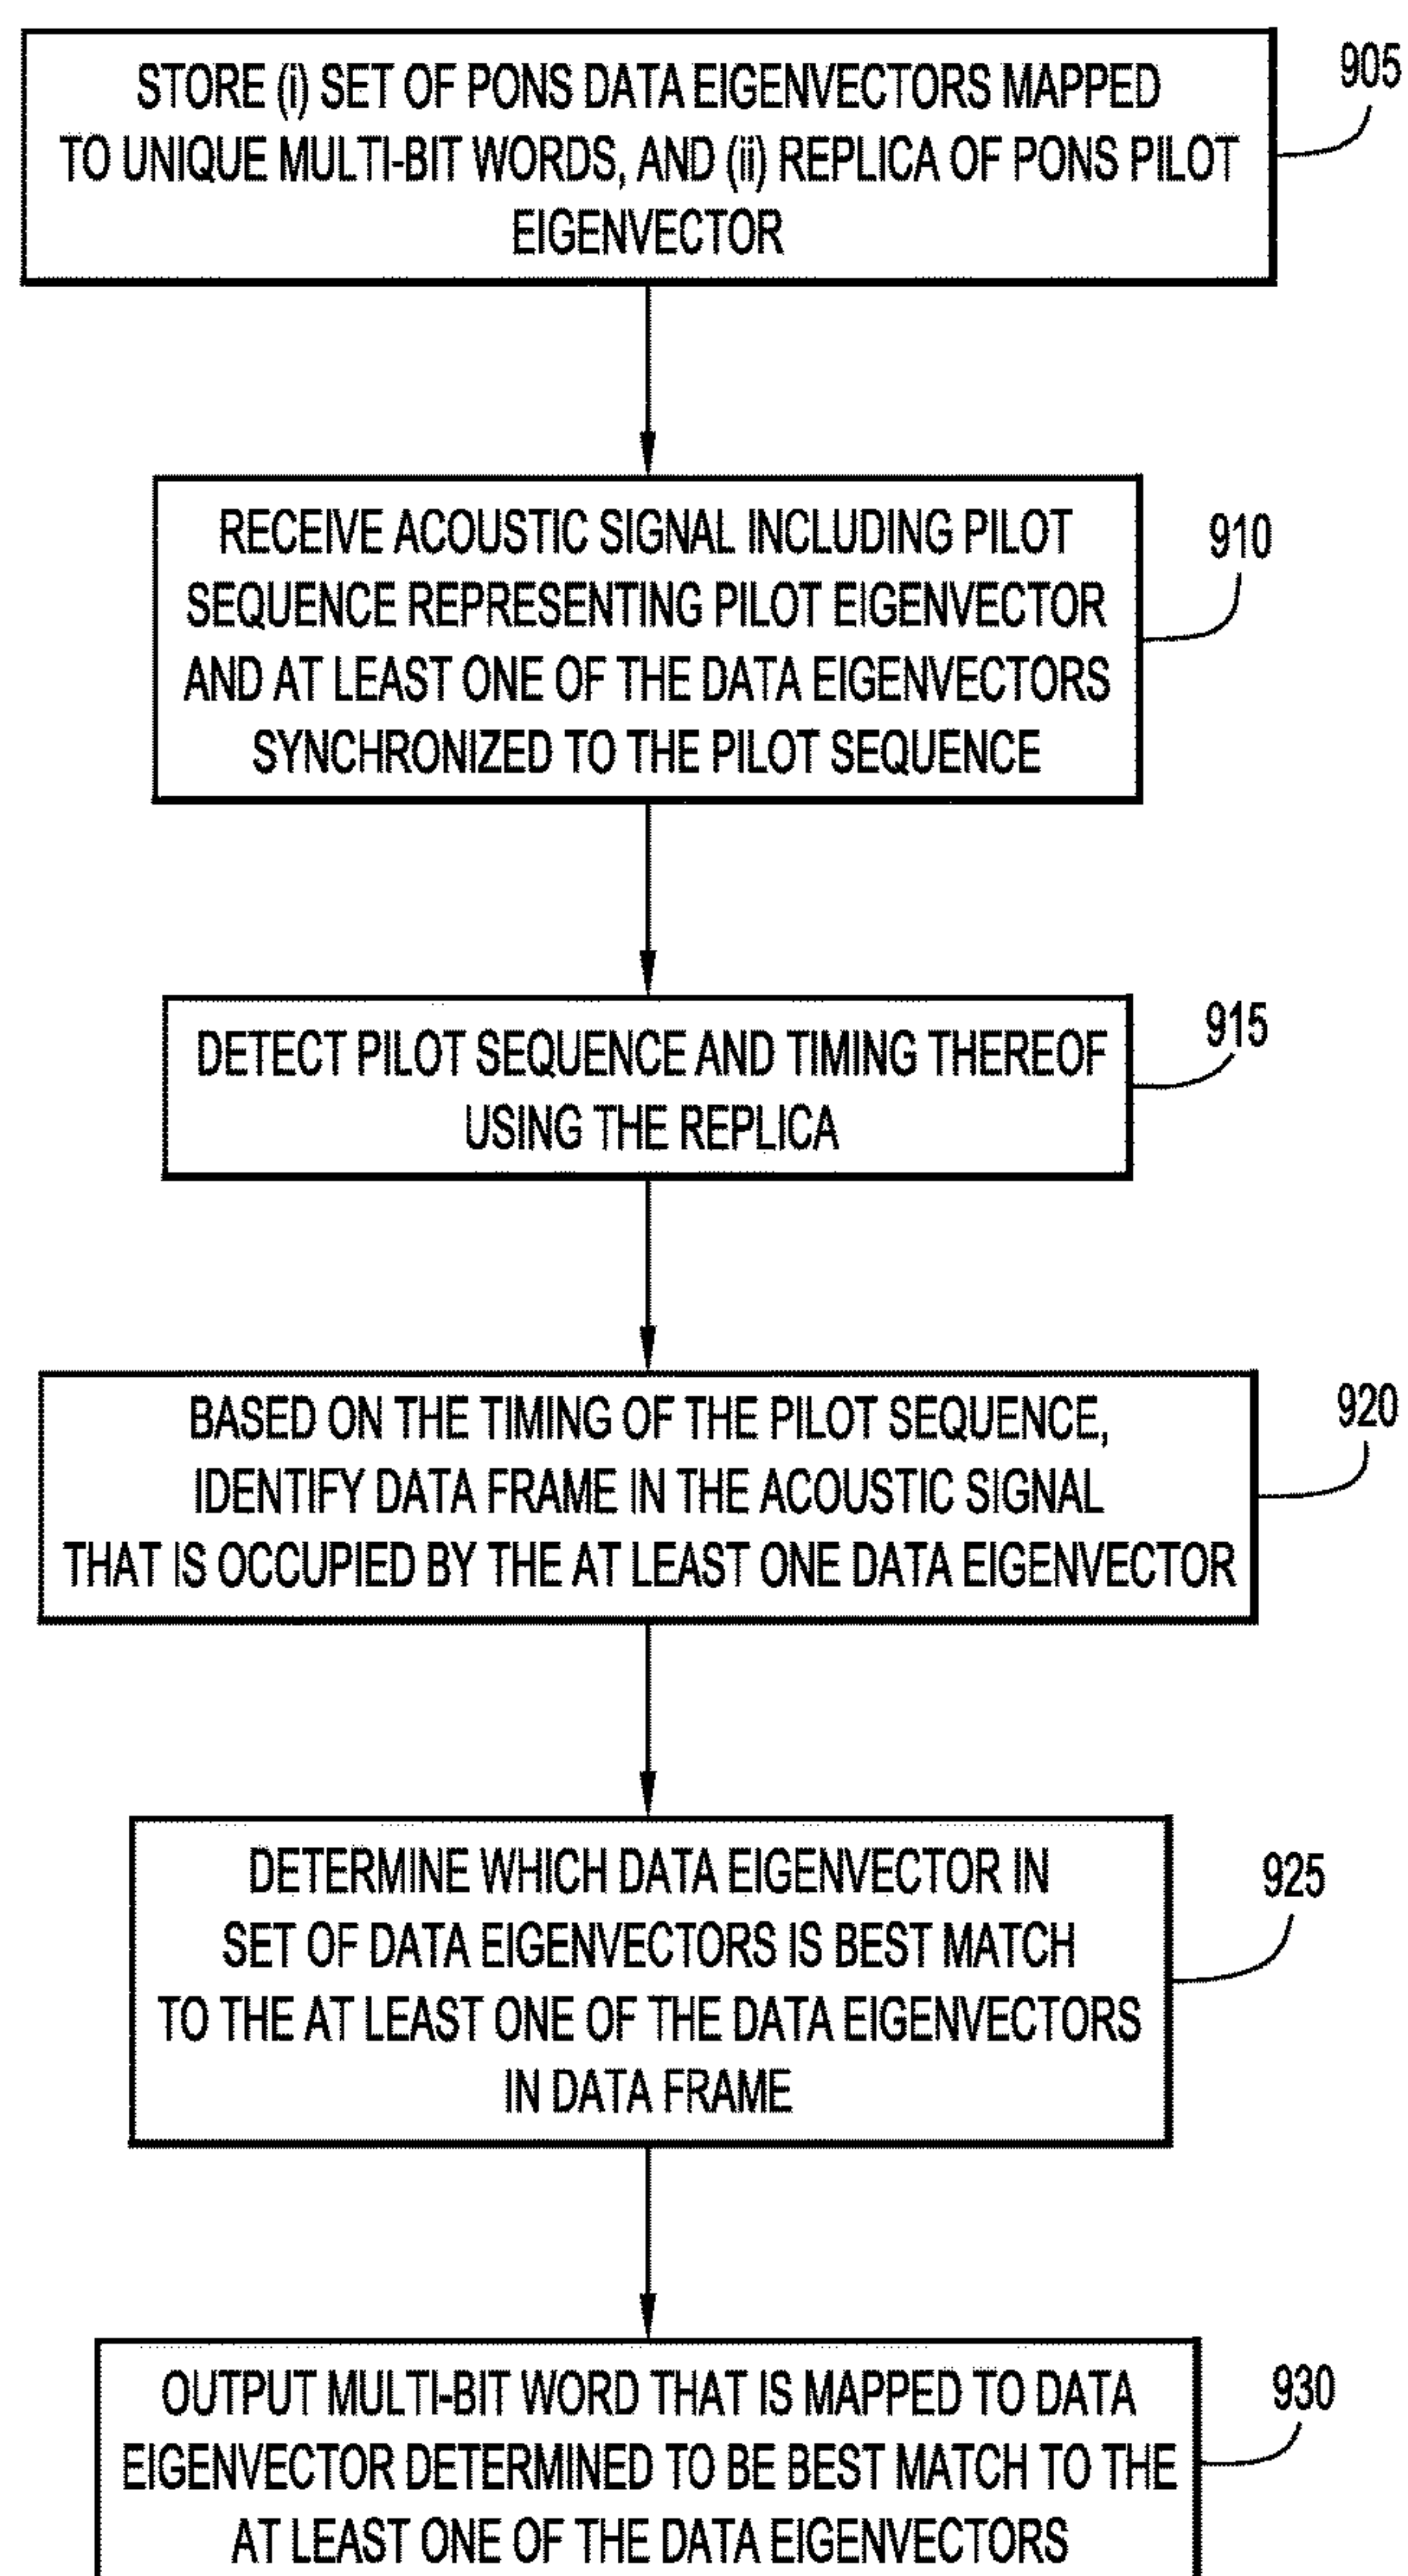 STORE (i) SET OF PONS DATA EIGENVECTORS MAPPED
TO UNIQUE MULTI-BIT WORDS, AND (ii) REPLICA OF PONS PILOT
EIGENVECTOR
905
RECEIVE ACOUSTIC SIGNAL INCLUDING PILOT
SEQUENCE REPRESENTING PILOT EIGENVECTOR
AND AT LEAST ONE OF THE DATA EIGENVECTORS
SYNCHRONIZED TO THE PILOT SEQUENCE
910
DETECT PILOT SEQUENCE AND TIMING THEREOF
USING THE REPLICA
915
BASED ON THE TIMING OF THE PILOT SEQUENCE,
IDENTIFY DATA FRAME IN THE ACOUSTIC SIGNAL
THAT IS OCCUPIED BY THE AT LEAST ONE DATA EIGENVECTOR
920
DETERMINE WHICH DATA EIGENVECTOR IN
SET OF DATA EIGENVECTORS IS BEST MATCH
TO THE AT LEAST ONE OF THE DATA EIGENVECTORS
IN DATA FRAME
925
OUTPUT MULTI-BIT WORD THAT IS MAPPED TO DATA
EIGENVECTOR DETERMINED TO BE BEST MATCH TO THE
AT LEAST ONE OF THE DATA EIGENVECTORS
930